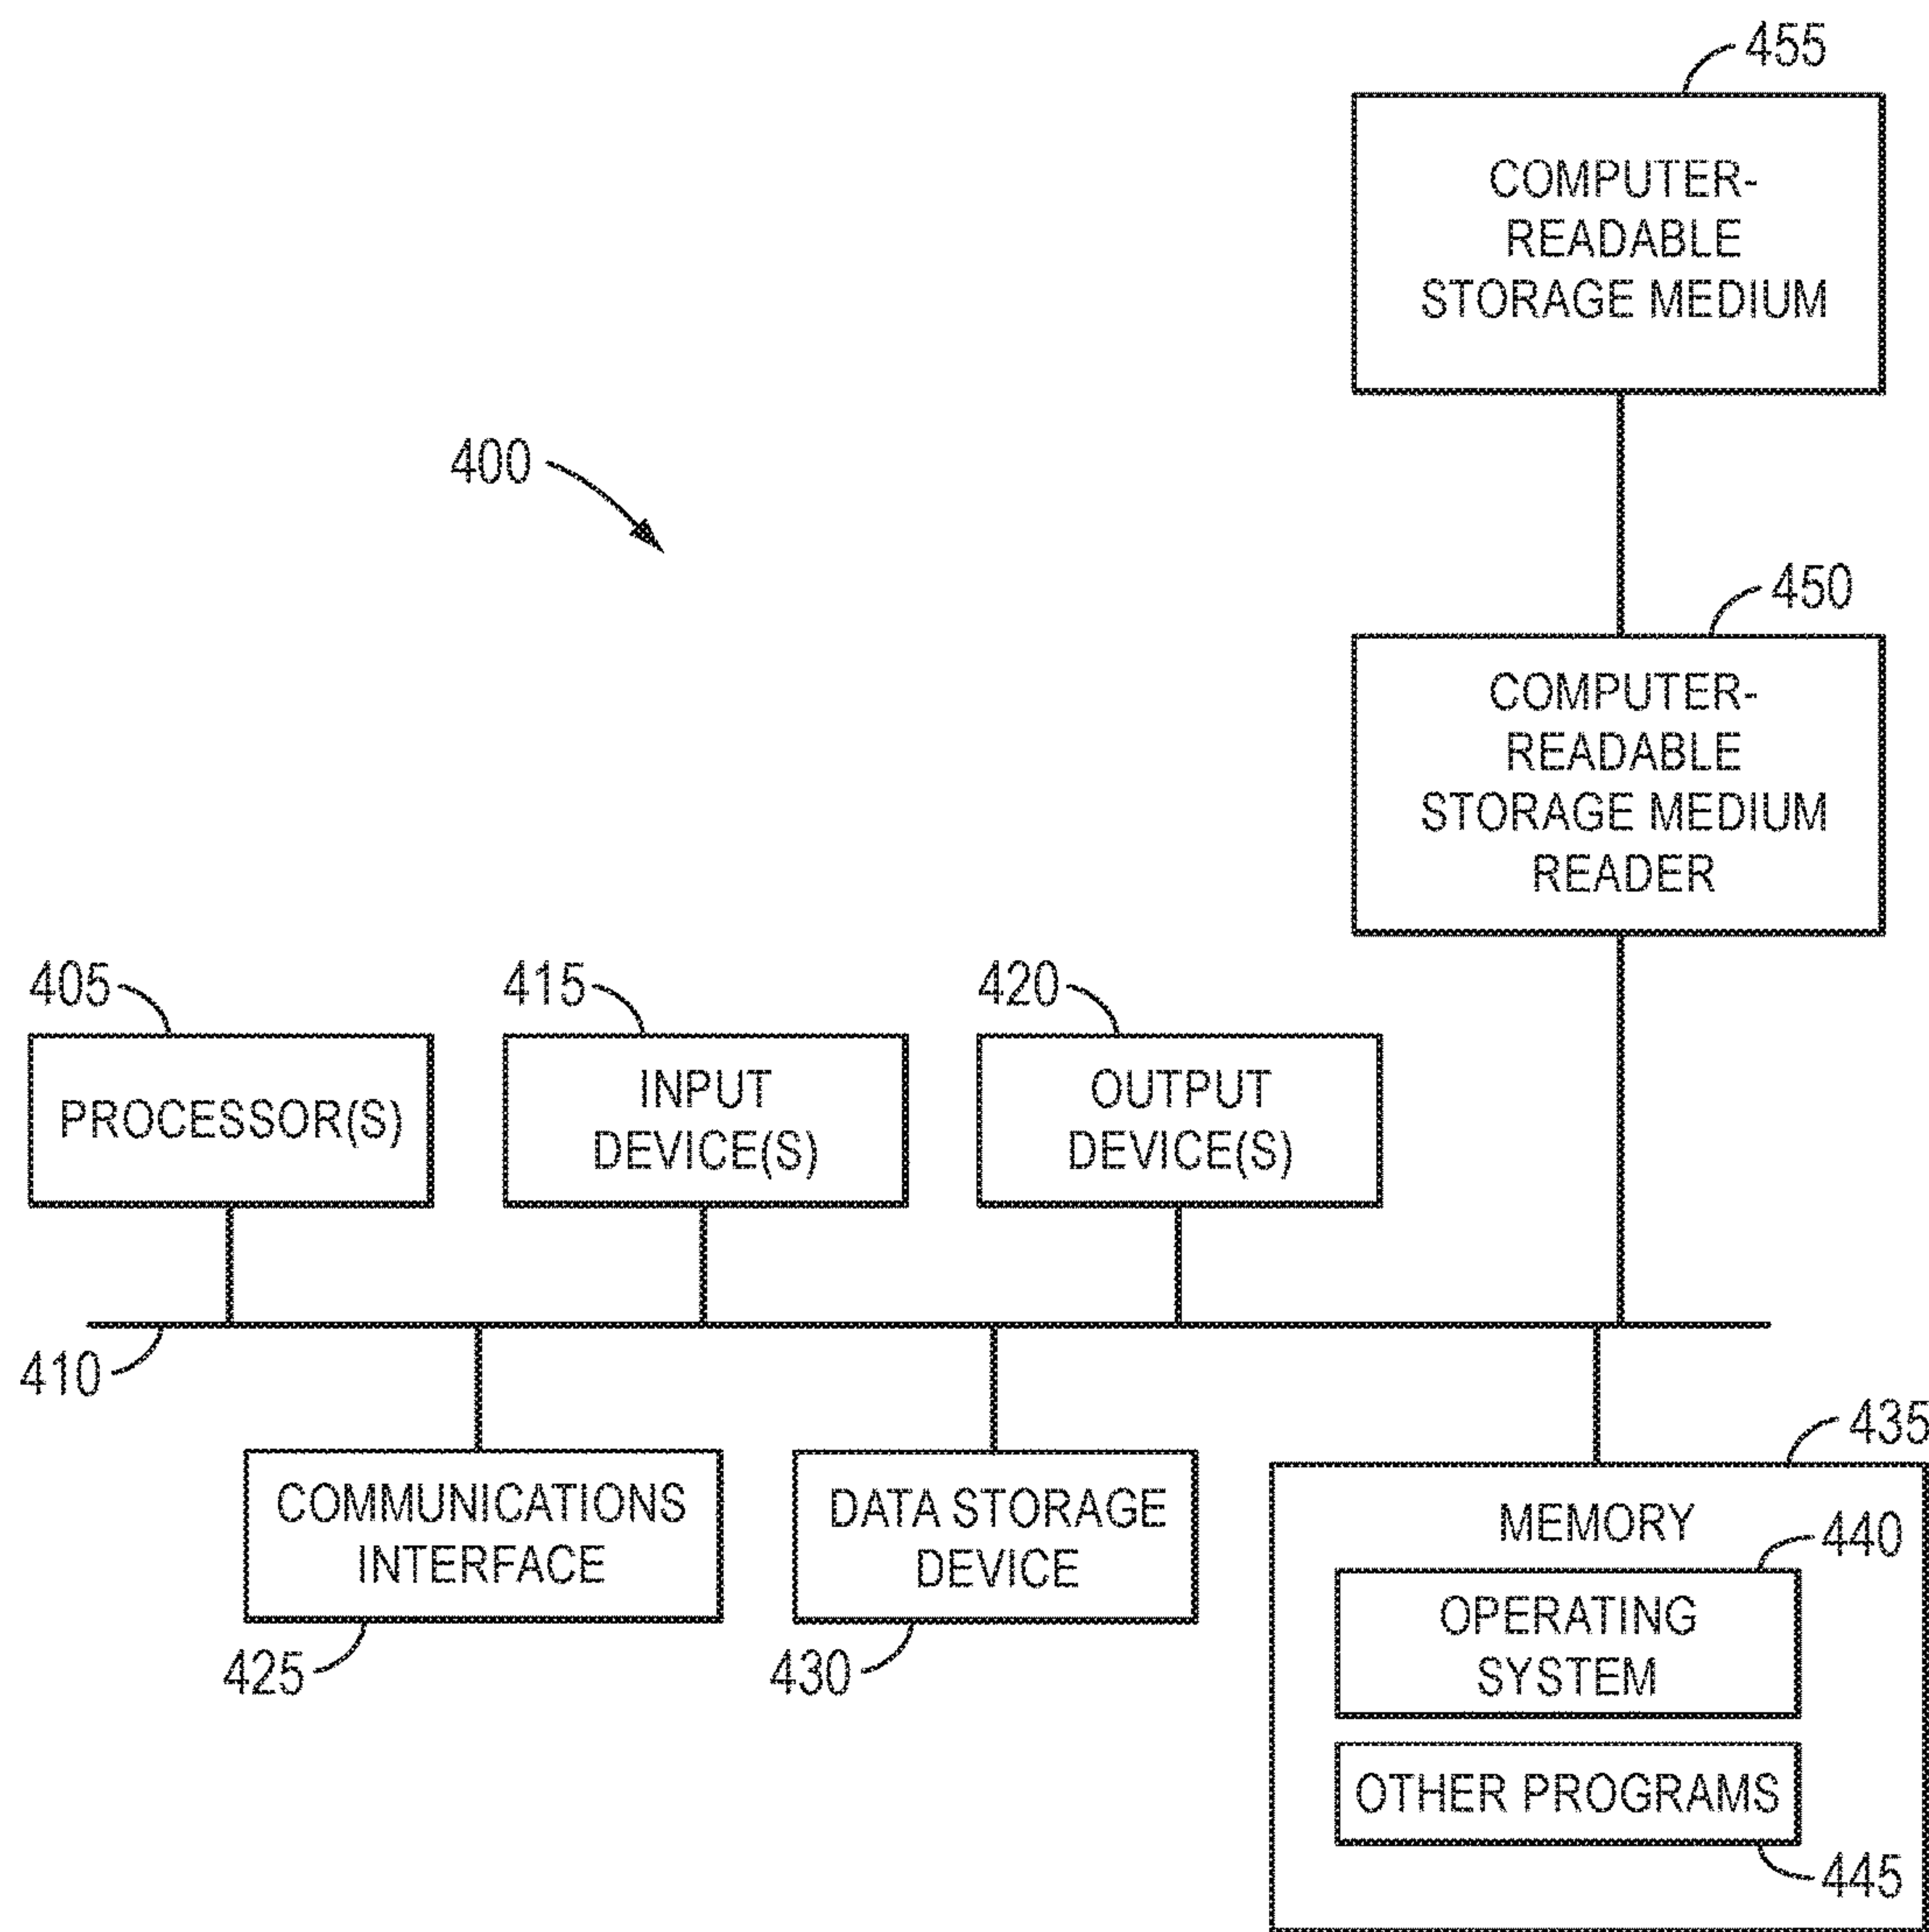 455
COMPUTER-
READABLE
STORAGE MEDIUM
400
450
COMPUTER-
READABLE
STORAGE MEDIUM
READER
405
PROCESSOR(S)
415
INPUT
DEVICE(S)
420
OUTPUT
DEVICE(S)
410
COMMUNICATIONS
INTERFACE
425
DATA STORAGE
DEVICE
430
435
MEMORY
440
OPERATING
SYSTEM
OTHER PROGRAMS
445